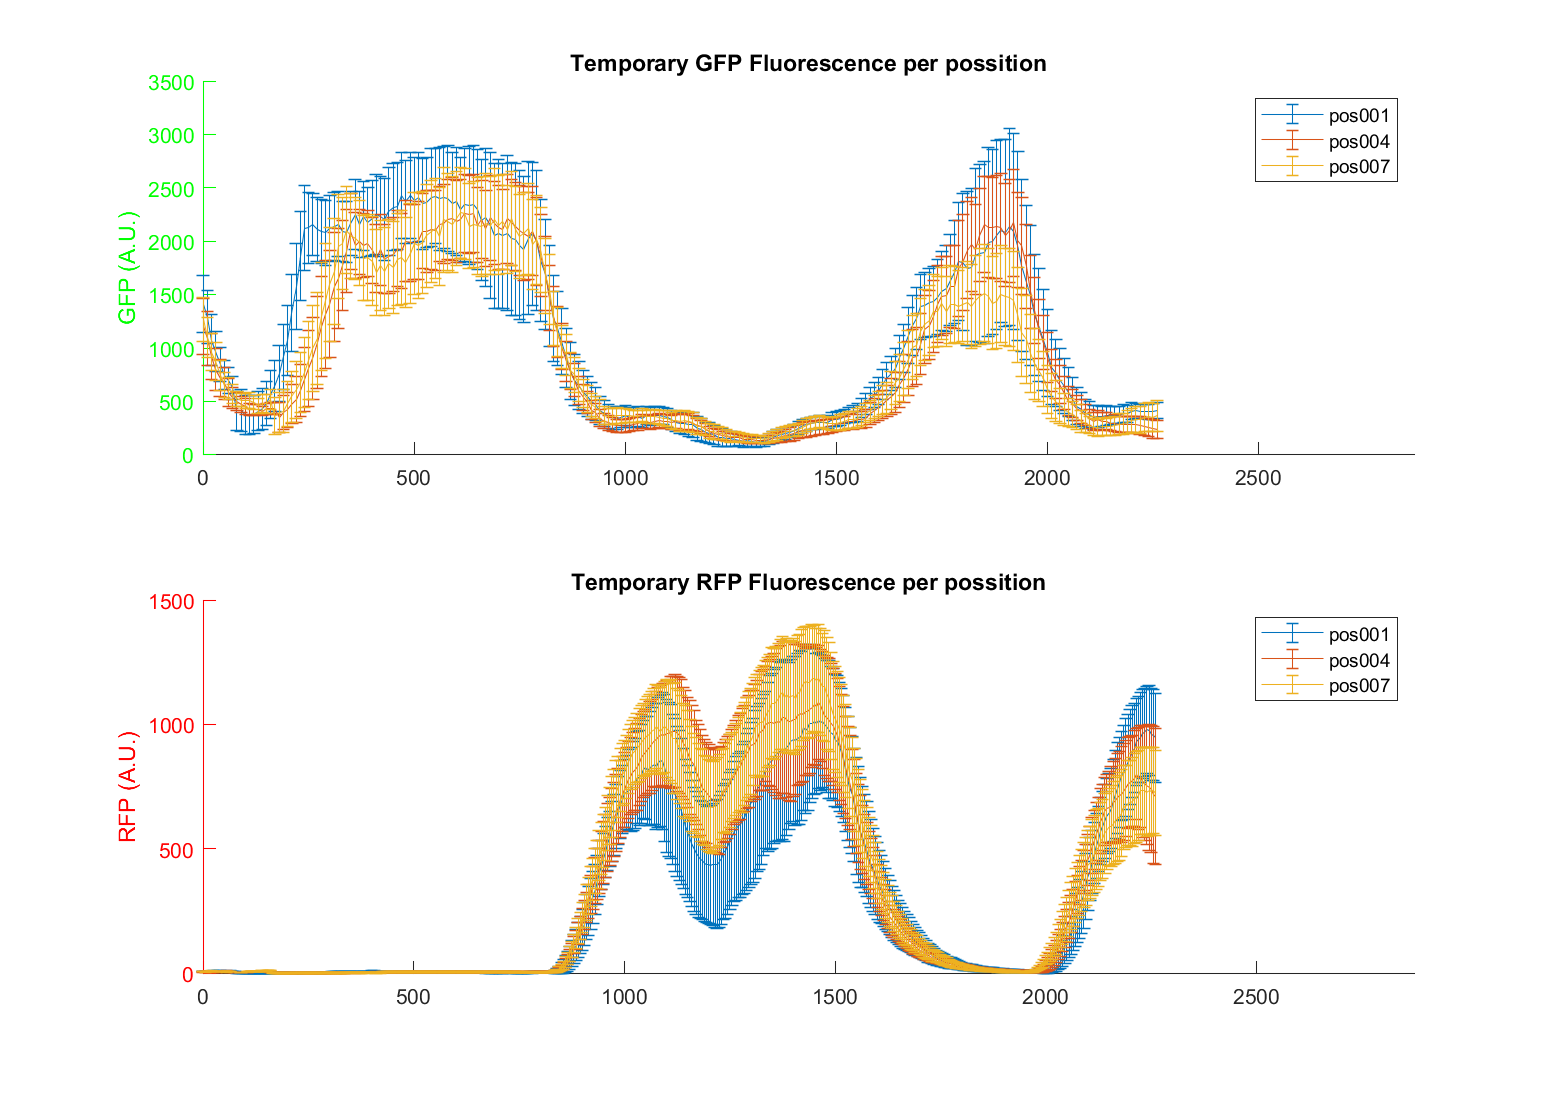 Temporary GFP Fluorescence per possition
GFP (A.U.)
3500
3000
2500
2000
1500
1000
500
0
0 500 1000 1500 2000 2500
pos001
pos004
pos007
Temporary RFP Fluorescence per possition
RFP (A.U.)
1500
1000
500
0
0 500 1000 1500 2000 2500
pos001
pos004
pos007